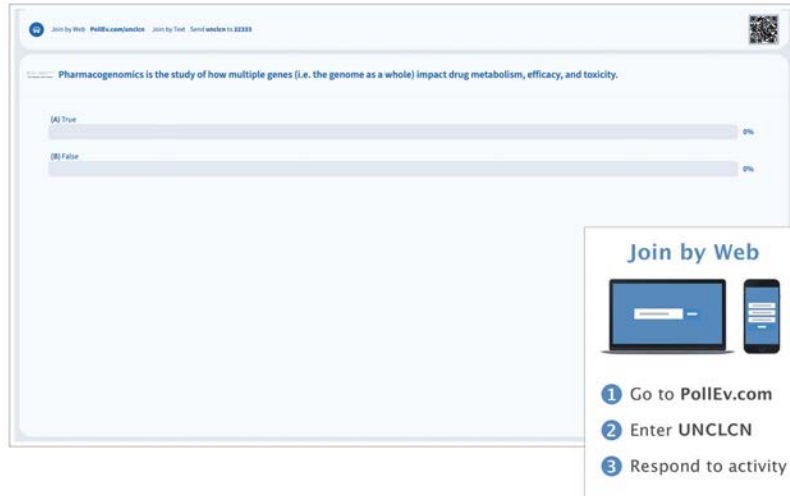 Join by Web PollEv.com/unclcn Join by Text Send unclcn to 22333
Pharmacogenomics is the study of how multiple genes (i.e. the genome as a whole) impact drug metabolism, efficacy, and toxicity.
(A) True
0%
(B) False
0%
Join by Web
1 Go to PollEv.com
2 Enter UNCLCN
3 Respond to activity